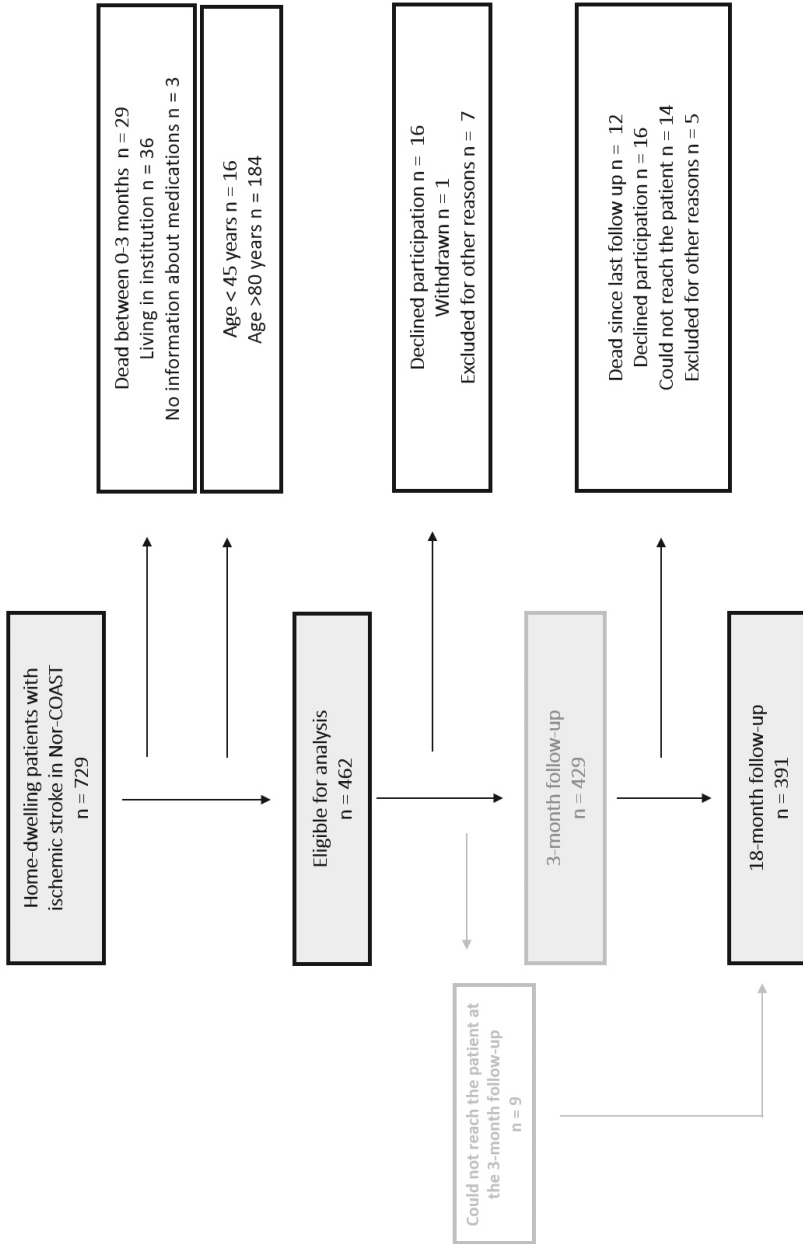 Home-dwelling patients with
ischemic stroke in Nor-COAST
n = 729
Dead between 0-3 months n = 29
Living in institution n = 36
No information about medications n = 3
Age < 45 years n = 16
Age >80 years n = 184
Eligible for analysis
n = 462
Declined participation n = 16
Withdrawn n = 1
Excluded for other reasons n = 7
Could not reach the patient at
the 3-month follow-up
n = 9
3-month follow-up
n = 429
Dead since last follow up n = 12
Declined participation n = 16
Could not reach the patient n = 14
Excluded for other reasons n = 5
18-month follow-up
n = 391